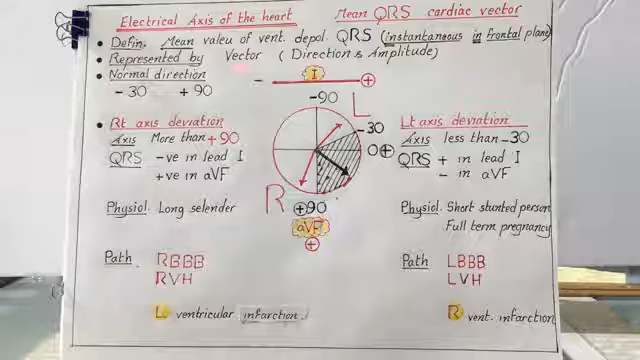 Electrical Axis of the heart
Mean QRS cardiac vector
• Defin. Mean valeu of vent. depol. QRS (instantaneous in frontal plane)
• Represented by Vector (Direction & Amplitude)
• Normal direction
- 30 + 90
- I +
- 90
L
- 30
0 +
R
+ 90
aVF
+
• Rt axis deviation
Axis More than + 90
QRS -ve in lead I
+ve in aVF
Physiol. Long selender
Path. RBBB
RVH
L. ventricular infarction.
Lt axis deviation
Axis less than - 30
QRS + in lead I
- in aVF
Physiol. Short stunted person
Full term pregnancy
Path LBBB
LVH
R vent. infarction